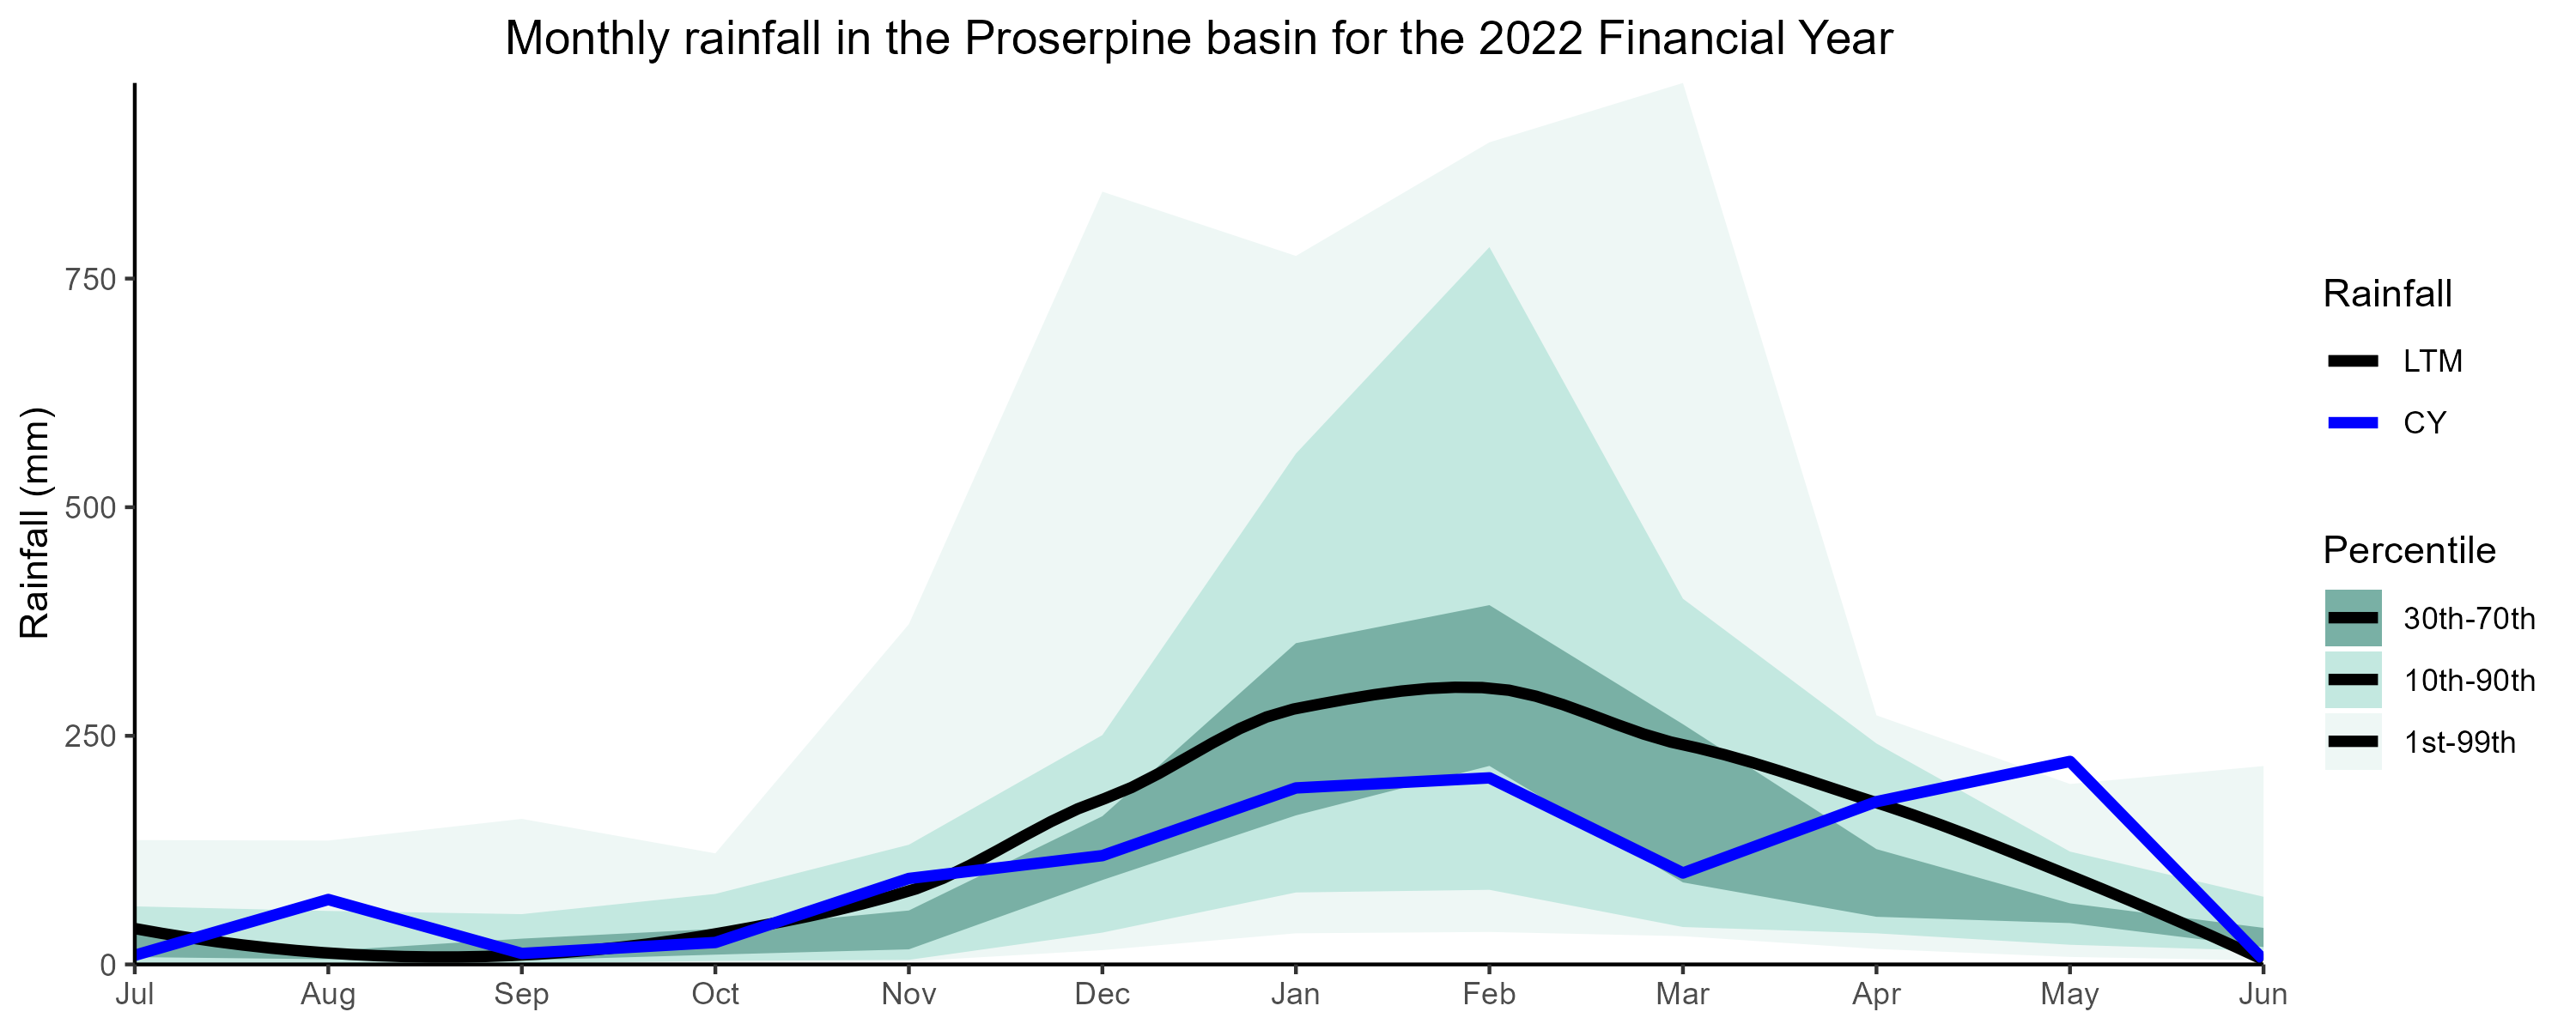 Monthly rainfall in the Proserpine basin for the 2022 Financial Year
Rainfall (mm)
750
500
250
0
Jul Aug Sep Oct Nov Dec Jan Feb Mar Apr May Jun
Rainfall
LTM
CY
Percentile
30th-70th
10th-90th
1st-99th